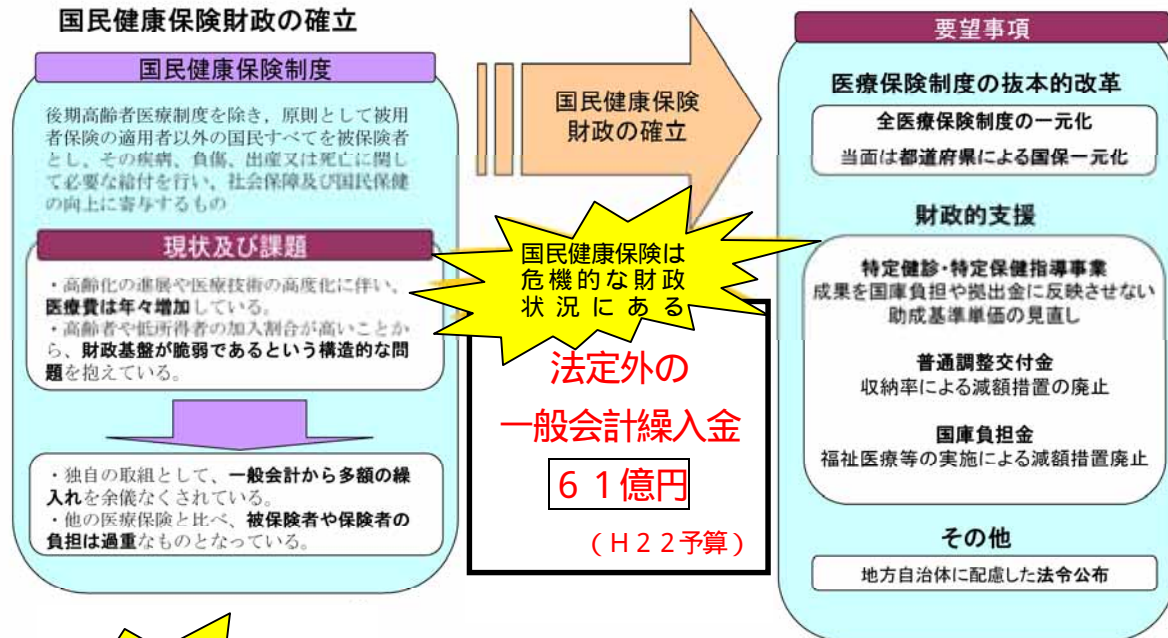 国民健康保険財政の確立
国民健康保険制度
後期高齢者医療制度を除き，原則として被用
者保険の適用者以外の国民すべてを被保険者
とし、その疾病、負傷、出産又は死亡に関し
て必要な給付を行い、社会保障及び国民保健
の向上に寄与するもの
現状及び課題
・高齢化の進展や医療技術の高度化に伴い、
医療費は年々増加している。
・高齢者や低所得者の加入割合が高いことか
ら、財政基盤が脆弱であるという構造的な問
題を抱えている。
・独自の取組として、一般会計から多額の繰
入れを余儀なくされている。
・他の医療保険と比べ、被保険者や保険者の
負担は過重なものとなっている。
国民健康保険
財政の確立
国民健康保険は
危機的な財政
状況にある
法定外の
一般会計繰入金
６１億円
（Ｈ２２予算）
要望事項
医療保険制度の抜本的改革
全医療保険制度の一元化
当面は都道府県による国保一元化
財政的支援
特定健診・特定保健指導事業
成果を国庫負担や拠出金に反映させない
助成基準単価の見直し
普通調整交付金
収納率による減額措置の廃止
国庫負担金
福祉医療等の実施による減額措置廃止
その他
地方自治体に配慮した法令公布